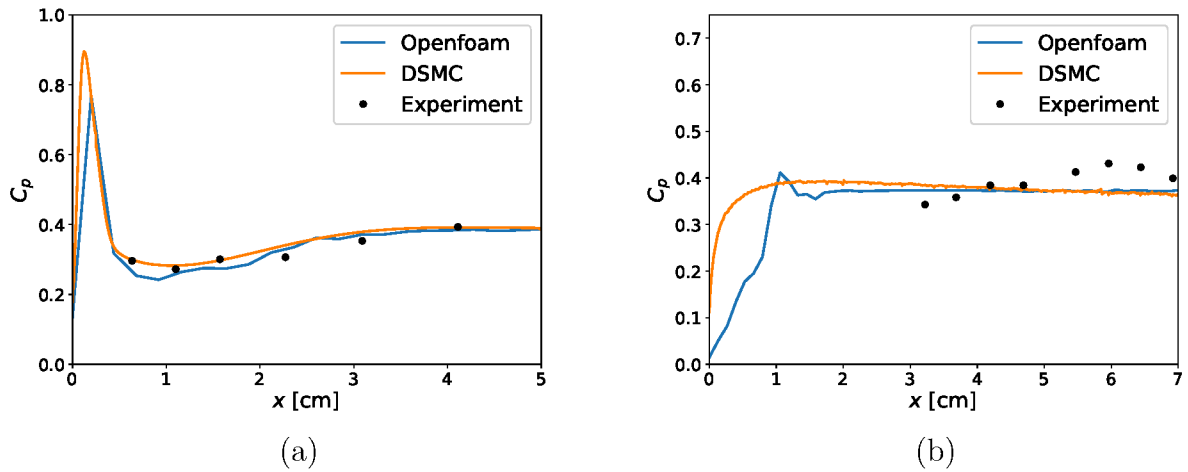 1.0
0.8
0.6
0.4
0.2
0.0
C_p
0 1 2 3 4 5
x [cm]
Openfoam
DSMC
Experiment
(a)
0.7
0.6
0.5
0.4
0.3
0.2
0.1
0.0
C_p
0 1 2 3 4 5 6 7
x [cm]
Openfoam
DSMC
Experiment
(b)